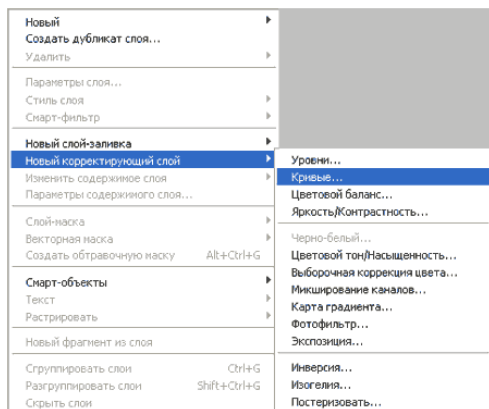 Новый
Создать дубликат слоя...
Удалить
Параметры слоя...
Стиль слоя
Смарт-фильтр
Новый слой-заливка
Новый корректирующий слой
Изменить содержимое слоя
Параметры содержимого слоя...
Слой-маска
Векторная маска
Создать обтравочную маску Alt+Ctrl+G
Смарт-объекты
Текст
Растрировать
Новый фрагмент из слоя
Сгруппировать слои Ctrl+G
Разгруппировать слои Shift+Ctrl+G
Скрыть слои
Уровни...
Кривые...
Цветовой баланс...
Яркость/Контрастность...
Черно-белый...
Цветовой тон/Насыщенность...
Выборочная коррекция цвета...
Микширование каналов...
Карта градиента...
Фотофильтр...
Экспозиция...
Инверсия...
Изогелия...
Постеризовать...